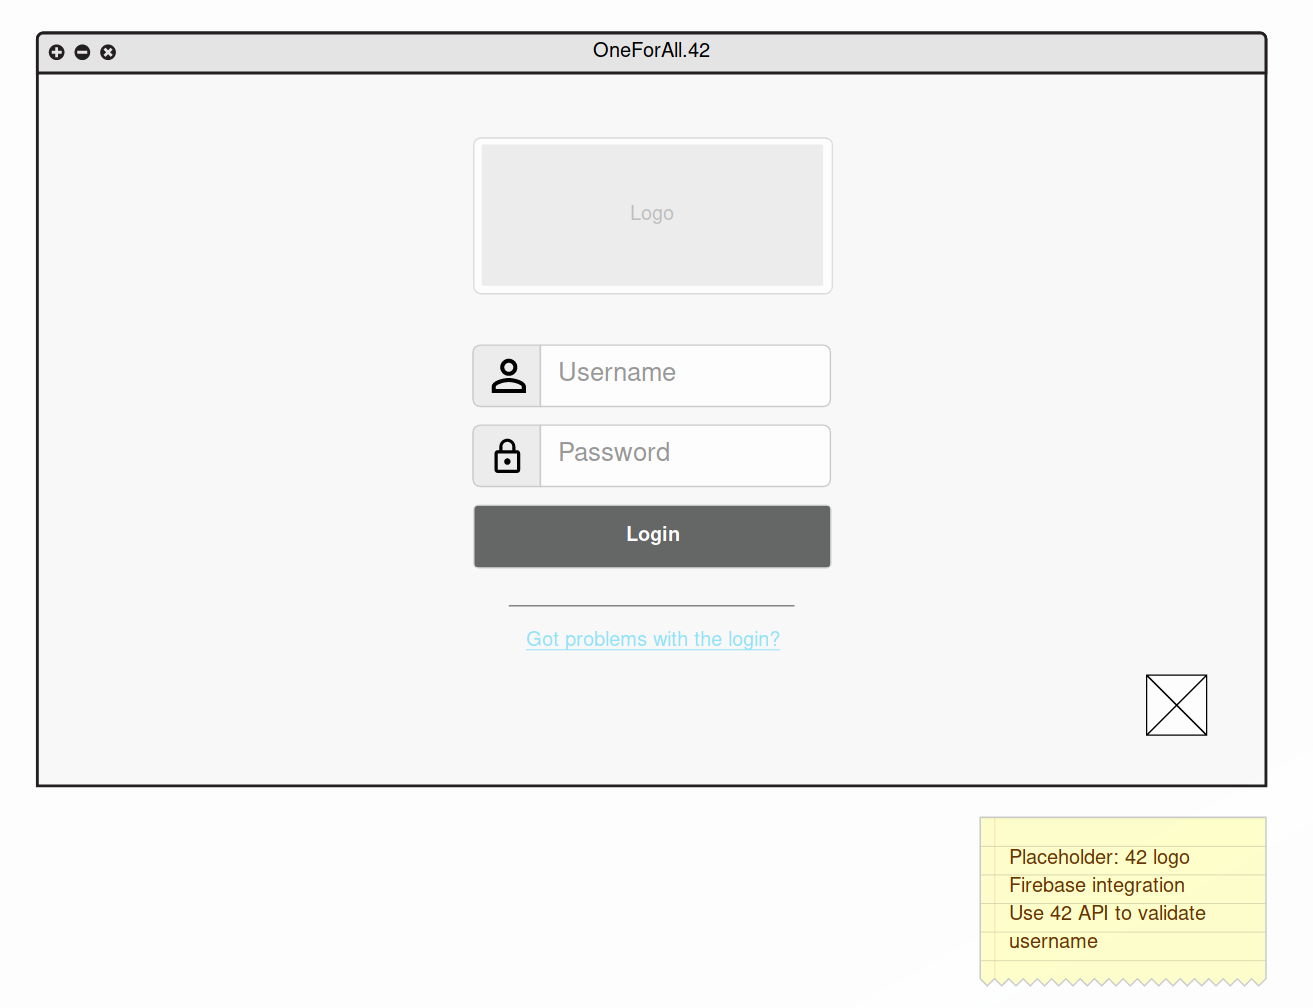 OneForAll.42
Logo
Username
Password
Login
Got problems with the login?
Placeholder: 42 logo
Firebase integration
Use 42 API to validate
username